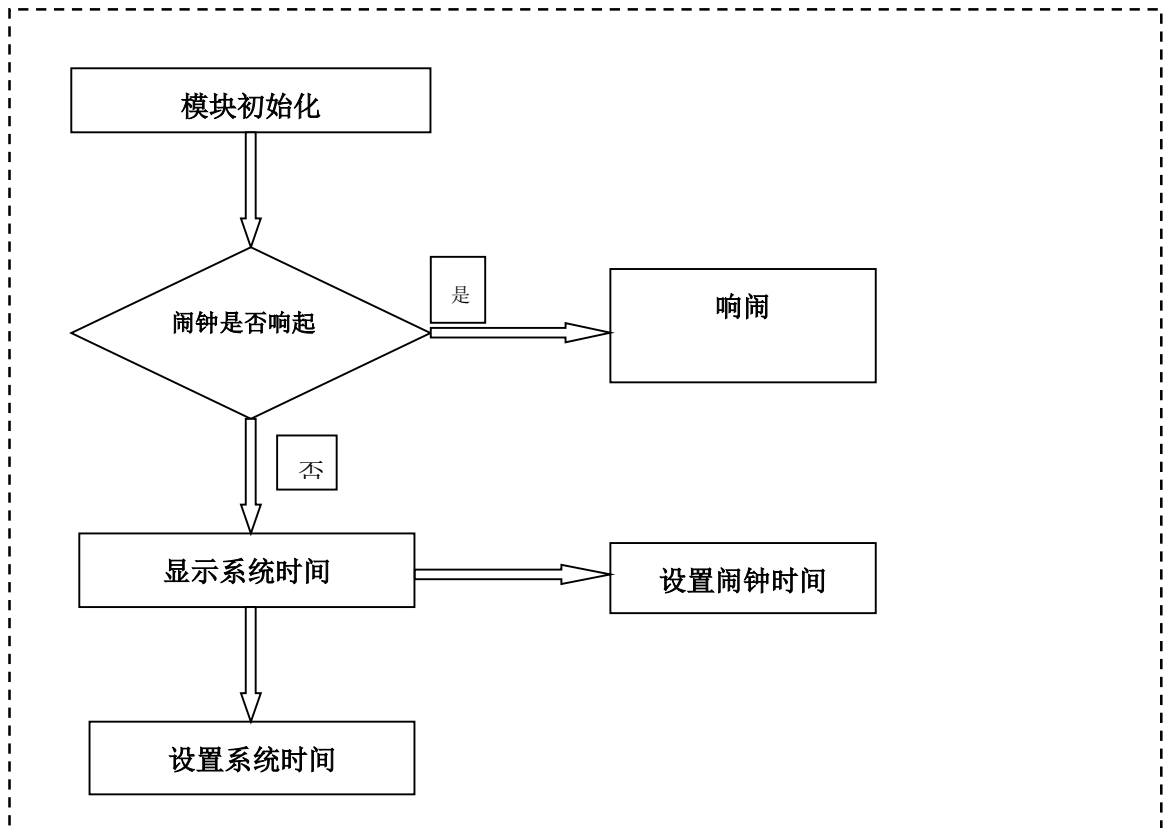 模块初始化
是
闹钟是否响起
响闹
否
显示系统时间
设置闹钟时间
设置系统时间